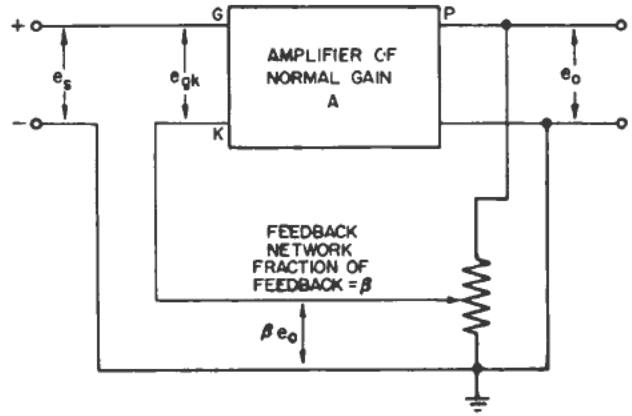 +
G
P
AMPLIFIER OF
NORMAL GAIN
A
e_s
e_gk
e_o
-
K
FEEDBACK
NETWORK
FRACTION OF
FEEDBACK = β
βe_o